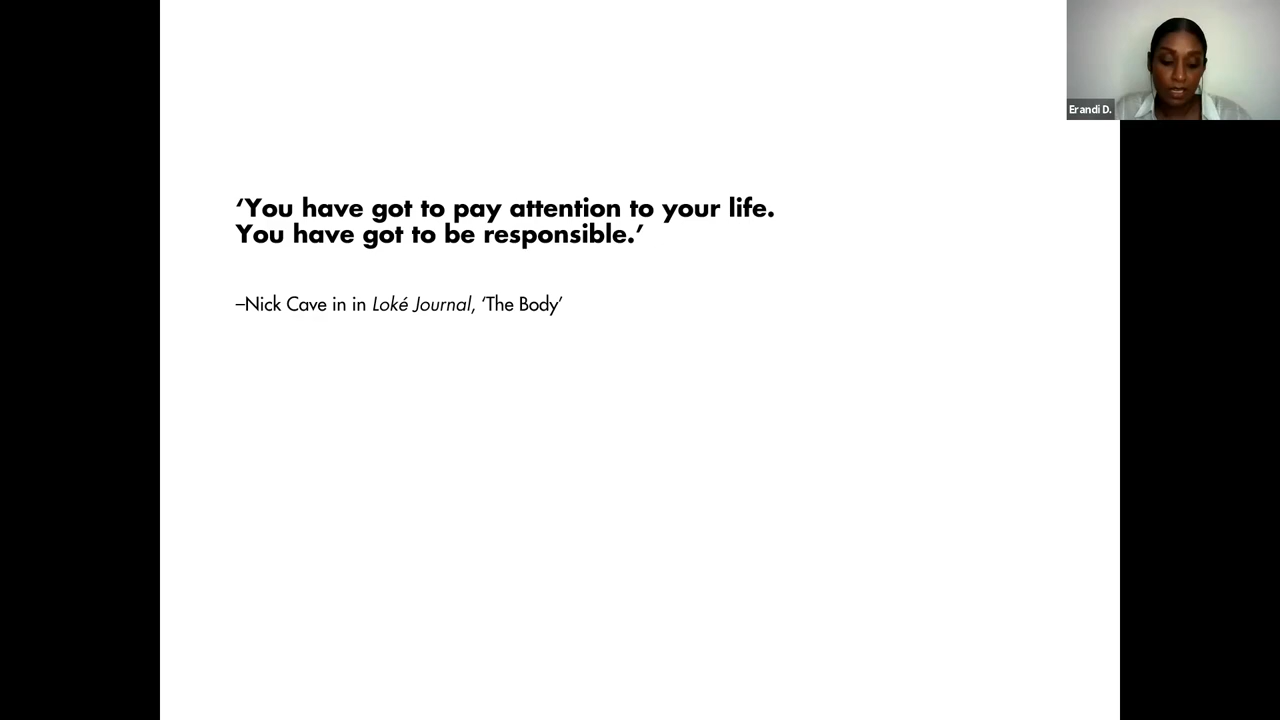 ‘You have got to pay attention to your life.
You have got to be responsible.’
–Nick Cave in in Loké Journal, ‘The Body’
Erandi D.